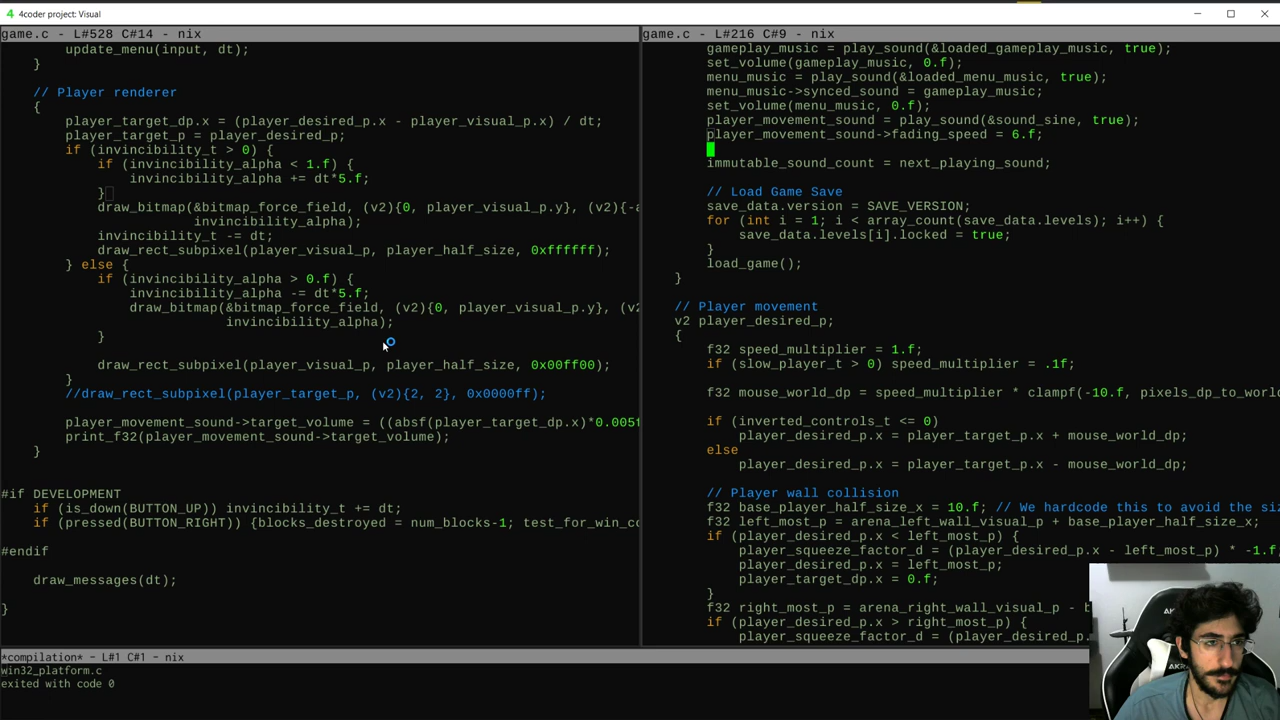 4 4coder project: Visual
game.c - L#528 C#14 - nix
update_menu(input, dt);
}
// Player renderer
{
player_target_dp.x = (player_desired_p.x - player_visual_p.x) / dt;
player_target_p = player_desired_p;
if (invincibility_t > 0) {
if (invincibility_alpha < 1.f) {
invincibility_alpha += dt*5.f;
}
draw_bitmap(&bitmap_force_field, (v2){0, player_visual_p.y}, (v2){-a
invincibility_alpha);
invincibility_t -= dt;
draw_rect_subpixel(player_visual_p, player_half_size, 0xffffff);
} else {
if (invincibility_alpha > 0.f) {
invincibility_alpha -= dt*5.f;
draw_bitmap(&bitmap_force_field, (v2){0, player_visual_p.y}, (v2
invincibility_alpha);
}
draw_rect_subpixel(player_visual_p, player_half_size, 0x00ff00);
}
//draw_rect_subpixel(player_target_p, (v2){2, 2}, 0x0000ff);
player_movement_sound->target_volume = ((absf(player_target_dp.x)*0.005f
print_f32(player_movement_sound->target_volume);
}
#if DEVELOPMENT
if (is_down(BUTTON_UP)) invincibility_t += dt;
if (pressed(BUTTON_RIGHT)) {blocks_destroyed = num_blocks-1; test_for_win_co
#endif
draw_messages(dt);
}
game.c - L#216 C#9 - nix
gameplay_music = play_sound(&loaded_gameplay_music, true);
set_volume(gameplay_music, 0.f);
menu_music = play_sound(&loaded_menu_music, true);
menu_music->synced_sound = gameplay_music;
set_volume(menu_music, 0.f);
player_movement_sound = play_sound(&sound_sine, true);
player_movement_sound->fading_speed = 6.f;
immutable_sound_count = next_playing_sound;
// Load Game Save
save_data.version = SAVE_VERSION;
for (int i = 1; i < array_count(save_data.levels); i++) {
save_data.levels[i].locked = true;
}
load_game();
}
// Player movement
v2 player_desired_p;
{
f32 speed_multiplier = 1.f;
if (slow_player_t > 0) speed_multiplier = .1f;
f32 mouse_world_dp = speed_multiplier * clampf(-10.f, pixels_dp_to_world
if (inverted_controls_t <= 0)
player_desired_p.x = player_target_p.x + mouse_world_dp;
else
player_desired_p.x = player_target_p.x - mouse_world_dp;
// Player wall collision
f32 base_player_half_size_x = 10.f; // We hardcode this to avoid the siz
f32 left_most_p = arena_left_wall_visual_p + base_player_half_size_x;
if (player_desired_p.x < left_most_p) {
player_squeeze_factor_d = (player_desired_p.x - left_most_p) * -1.f
player_desired_p.x = left_most_p;
player_target_dp.x = 0.f;
}
f32 right_most_p = arena_right_wall_visual_p - b
if (player_desired_p.x > right_most_p) {
player_squeeze_factor_d = (player_desired_p.
*compilation* - L#1 C#1 - nix
win32_platform.c
exited with code 0